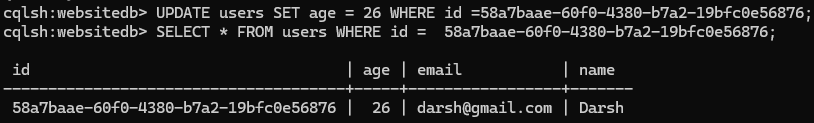 cqlsh:websitedb> UPDATE users SET age = 26 WHERE id =58a7baae-60f0-4380-b7a2-19bfc0e56876;
cqlsh:websitedb> SELECT * FROM users WHERE id =  58a7baae-60f0-4380-b7a2-19bfc0e56876;
 id                                   | age | email           | name
--------------------------------------+-----+-----------------+-------
 58a7baae-60f0-4380-b7a2-19bfc0e56876 |  26 | darsh@gmail.com | Darsh